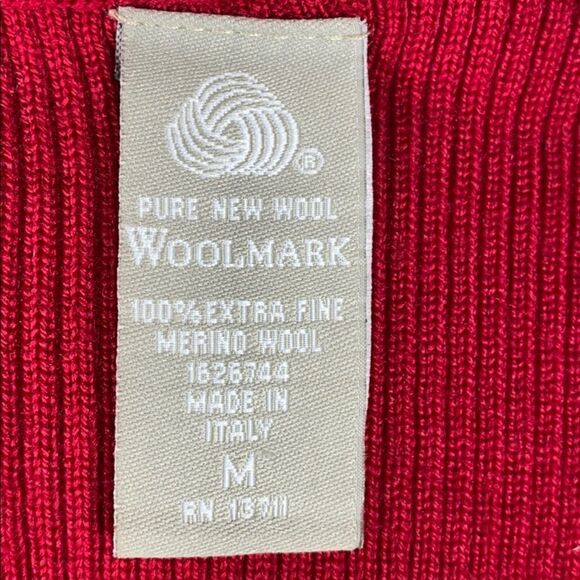 ®
PURE NEW WOOL
WOOLMARK
100% EXTRA FINE
MERINO WOOL
1626744
MADE IN
ITALY
M
RN 13711